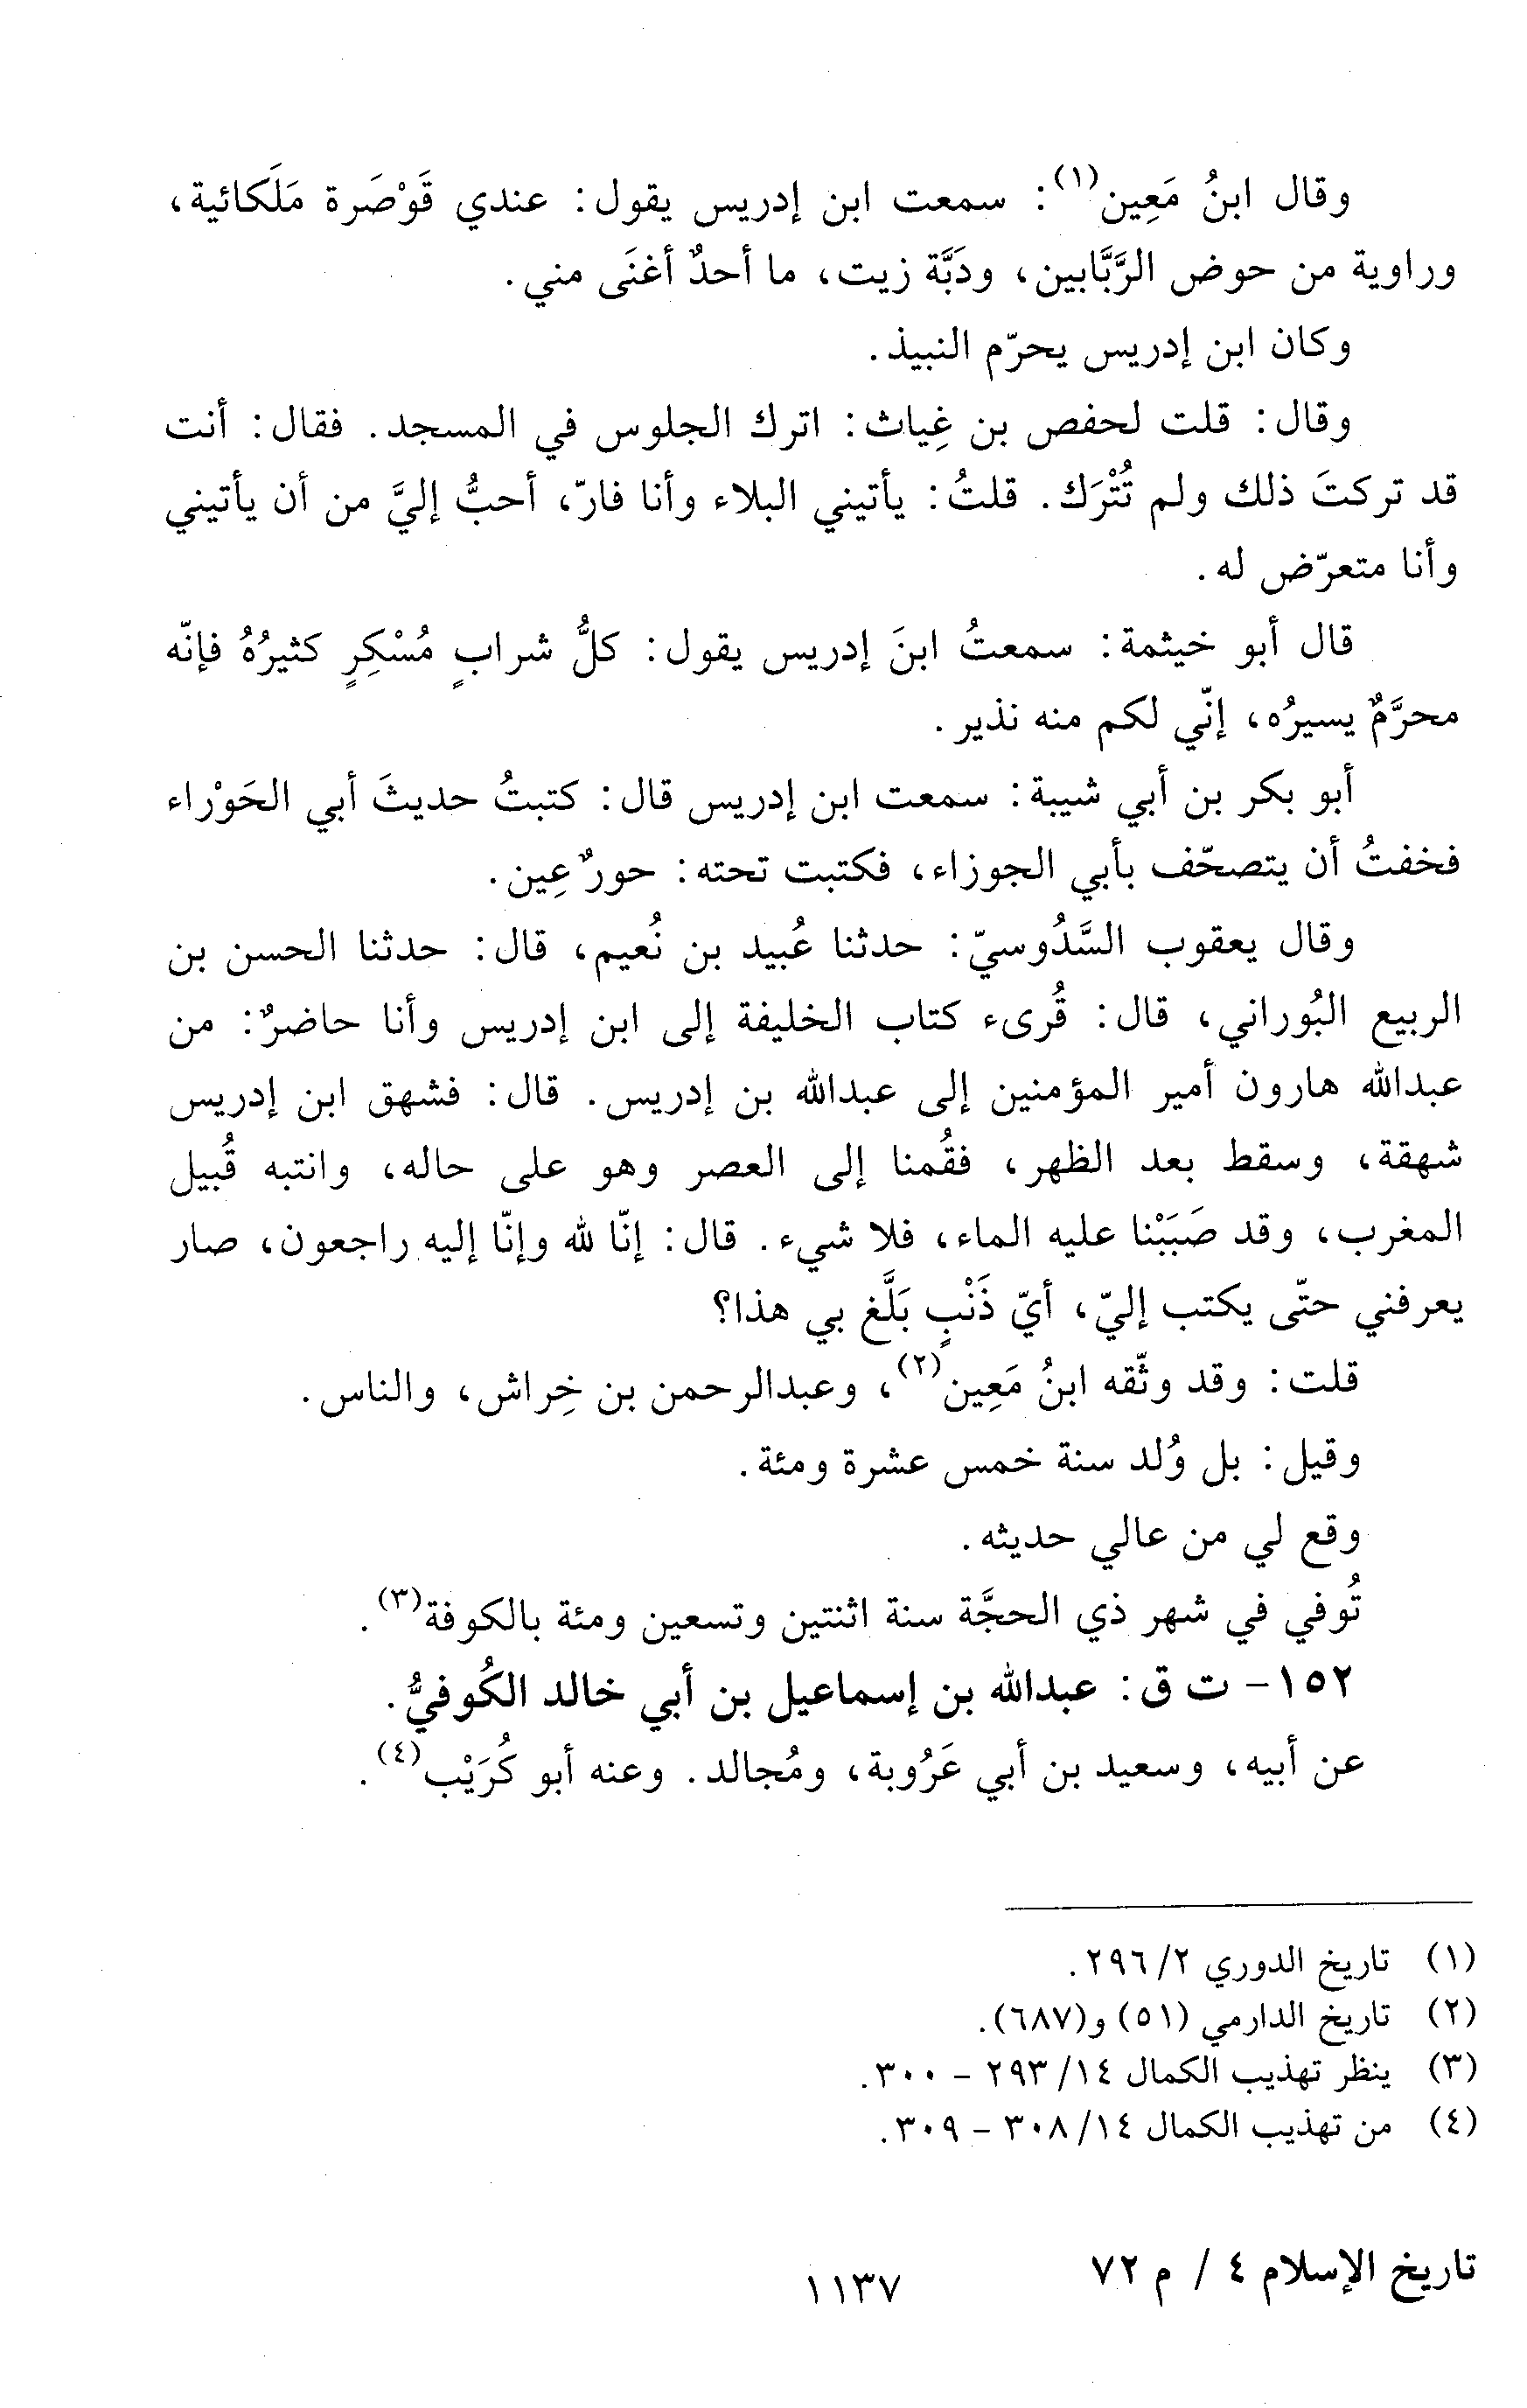 وقال ابنُ مَعِين(١): سمعت ابن إدريس يقول: عندي قَوْصَرة مَلَكائية،
وراوية من حوض الرَّبَّابين، ودَبَّة زيت، ما أحدٌ أغنَى مني.
وكان ابن إدريس يحرّم النبيذ.
وقال: قلت لحفص بن غِياث: اترك الجلوس في المسجد. فقال: أنت
قد تركتَ ذلك ولم تُتْرَك. قلتُ: يأتيني البلاء وأنا فارّ، أحبُّ إليَّ من أن يأتيني
وأنا متعرّض له.
قال أبو خيثمة: سمعتُ ابنَ إدريس يقول: كلُّ شرابٍ مُسْكِرٍ كثيرُهُ فإنّه
محرَّمٌ يسيرُه، إنّي لكم منه نذير.
أبو بكر بن أبي شيبة: سمعت ابن إدريس قال: كتبتُ حديثَ أبي الحَوْراء
فخفتُ أن يتصحّف بأبي الجوزاء، فكتبت تحته: حورٌ عِين.
وقال يعقوب السَّدُوسيّ: حدثنا عُبيد بن نُعيم، قال: حدثنا الحسن بن
الربيع البُوراني، قال: قُرىء كتاب الخليفة إلى ابن إدريس وأنا حاضرٌ: من
عبدالله هارون أمير المؤمنين إلى عبدالله بن إدريس. قال: فشهق ابن إدريس
شهقة، وسقط بعد الظهر، فقُمنا إلى العصر وهو على حاله، وانتبه قُبيل
المغرب، وقد صَبَبْنا عليه الماء، فلا شيء. قال: إنّا لله وإنّا إليه راجعون، صار
يعرفني حتّى يكتب إليّ، أيّ ذَنْبٍ بَلَّغ بي هذا؟
قلت: وقد وثّقه ابنُ مَعِين(٢)، وعبدالرحمن بن خِراش، والناس.
وقيل: بل وُلد سنة خمس عشرة ومئة.
وقع لي من عالي حديثه.
تُوفي في شهر ذي الحجَّة سنة اثنتين وتسعين ومئة بالكوفة(٣).
١٥٢- ت ق: عبدالله بن إسماعيل بن أبي خالد الكُوفيُّ.
عن أبيه، وسعيد بن أبي عَرُوبة، ومُجالد. وعنه أبو كُرَيْب(٤).
(١) تاريخ الدوري ٢/ ٢٩٦.
(٢) تاريخ الدارمي (٥١) و(٦٨٧).
(٣) ينظر تهذيب الكمال ١٤/ ٢٩٣ - ٣٠٠.
(٤) من تهذيب الكمال ١٤/ ٣٠٨ - ٣٠٩.
تاريخ الإسلام ٤ / م ٧٢
١١٣٧